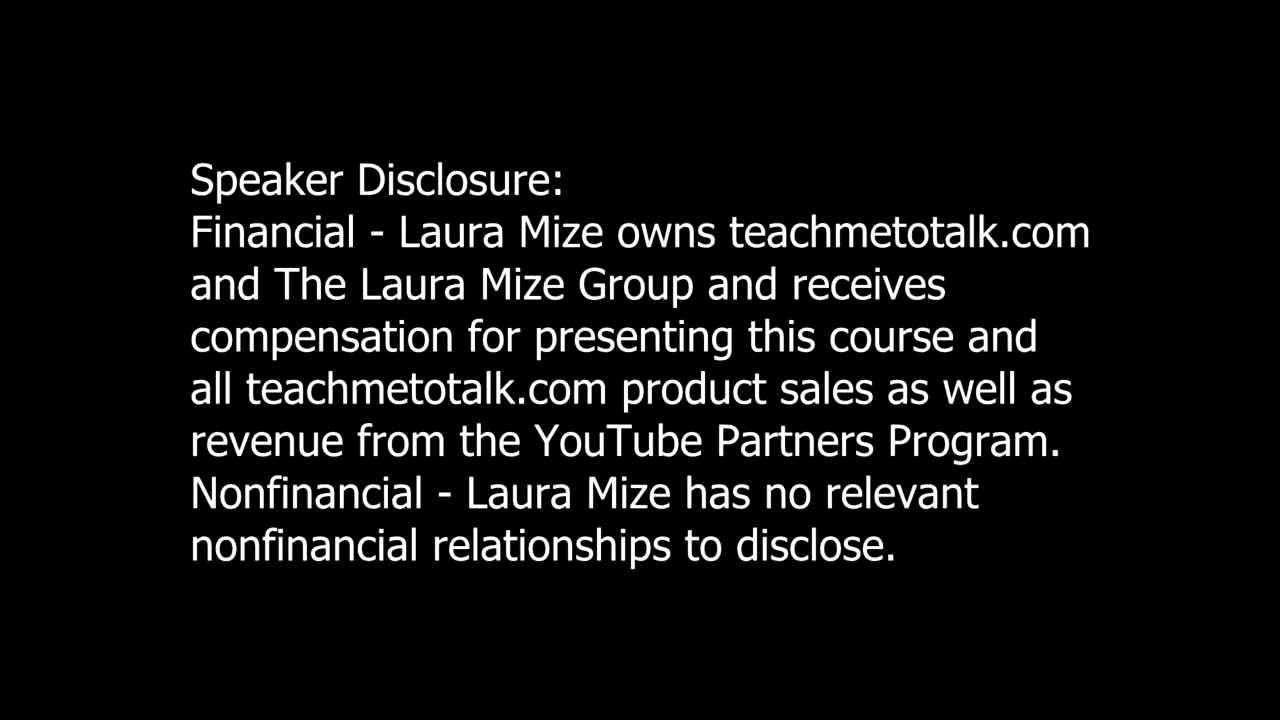 Speaker Disclosure:
Financial - Laura Mize owns teachmetotalk.com
and The Laura Mize Group and receives
compensation for presenting this course and
all teachmetotalk.com product sales as well as
revenue from the YouTube Partners Program.
Nonfinancial - Laura Mize has no relevant
nonfinancial relationships to disclose.